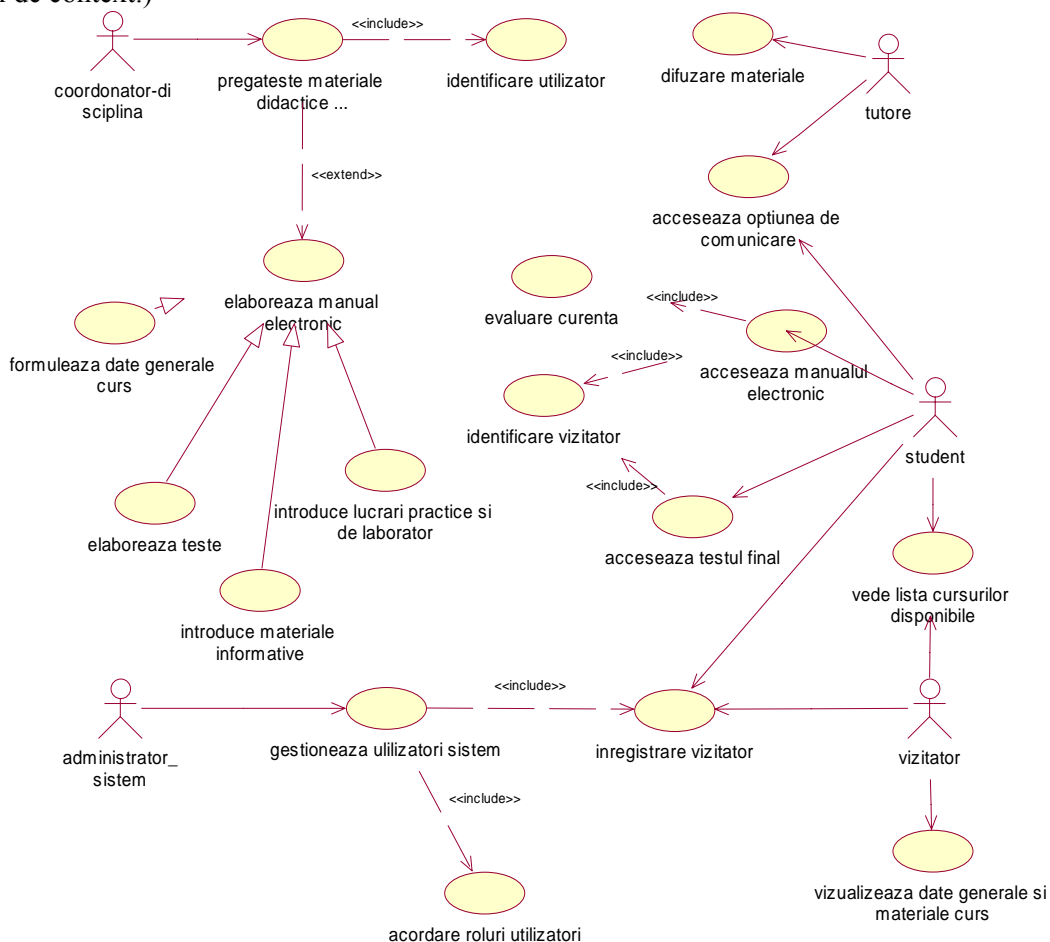 i de context.)
<<include>>
coordonator-di
sciplina
pregateste materiale
didactice ...
identificare utilizator
difuzare materiale
tutore
<<extend>>
acceseaza optiunea de
comunicare
elaboreaza manual
electronic
evaluare curenta
<<include>>
formuleaza date generale
curs
acceseaza manualul
electronic
<<include>>
identificare vizitator
student
<<include>>
introduce lucrari practice si
de laborator
elaboreaza teste
acceseaza testul final
vede lista cursurilor
disponibile
introduce materiale
informative
<<include>>
administrator_
sistem
gestioneaza ulilizatori sistem
inregistrare vizitator
vizitator
<<include>>
vizualizeaza date generale si
materiale curs
acordare roluri utilizatori